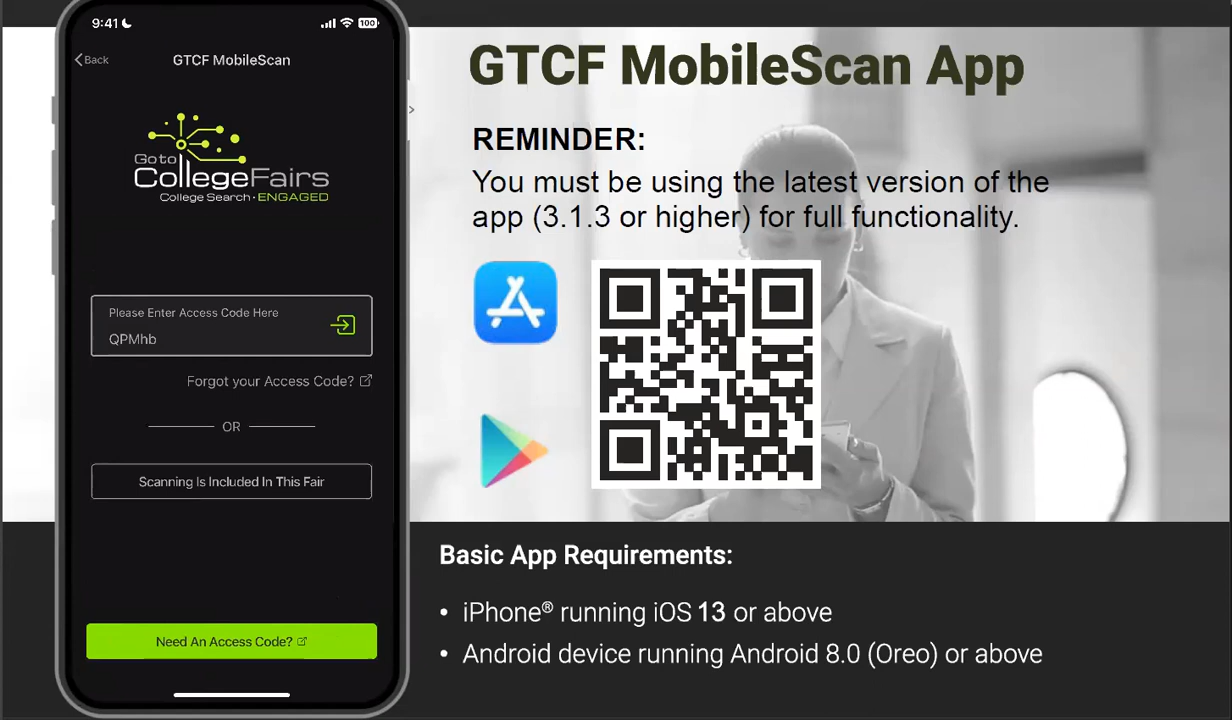 9:41
100
Back
GTCF MobileScan
Go to
CollegeFairs
College Search · ENGAGED
Please Enter Access Code Here
QPMhb
Forgot your Access Code?
OR
Scanning Is Included In This Fair
Need An Access Code?
GTCF MobileScan App
REMINDER:
You must be using the latest version of the
app (3.1.3 or higher) for full functionality.
Basic App Requirements:
• iPhone® running iOS 13 or above
• Android device running Android 8.0 (Oreo) or above